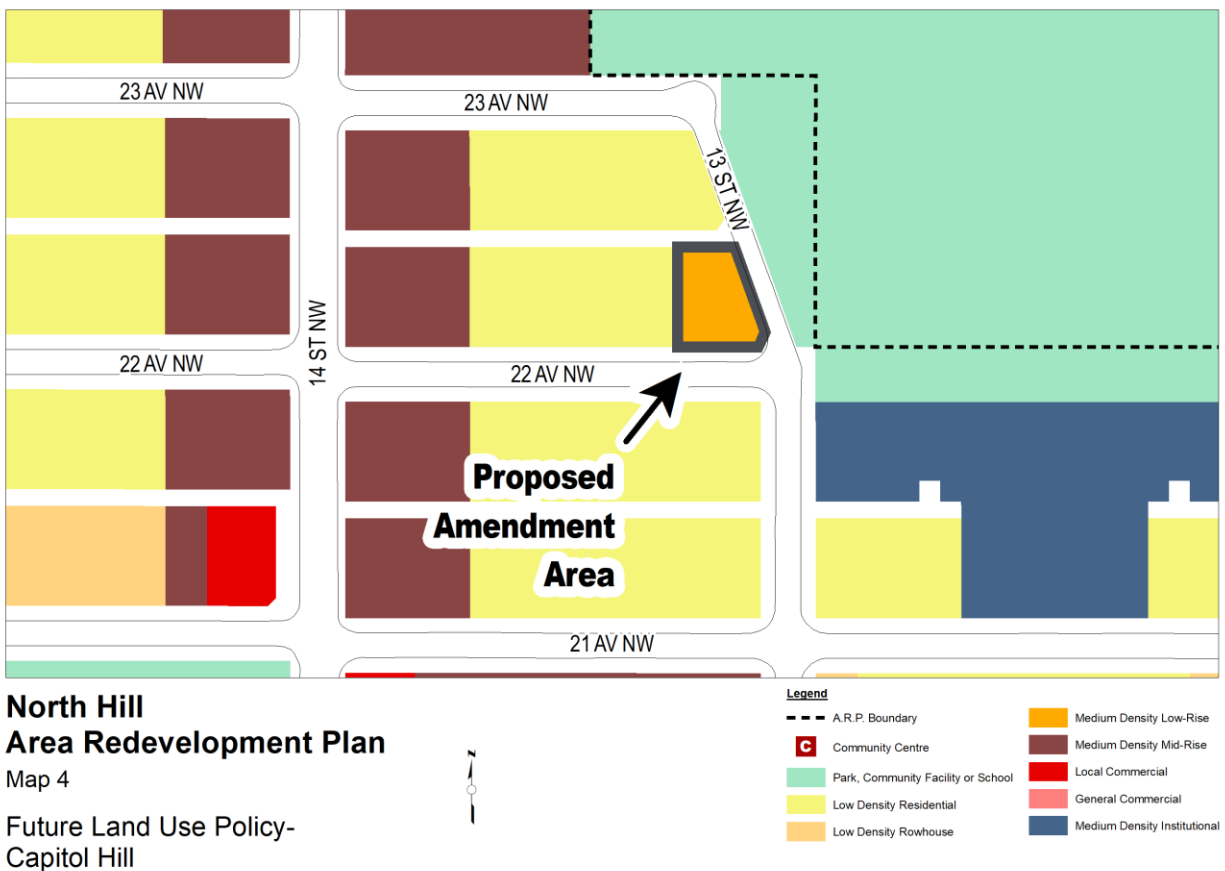 23 AV NW
23 AV NW
13 ST NW
14 ST NW
22 AV NW
22 AV NW
Proposed
Amendment
Area
21 AV NW
North Hill
Area Redevelopment Plan
Map 4
Future Land Use Policy-
Capitol Hill
N
Legend
A.R.P. Boundary
C Community Centre
Park, Community Facility or School
Low Density Residential
Low Density Rowhouse
Medium Density Low-Rise
Medium Density Mid-Rise
Local Commercial
General Commercial
Medium Density Institutional